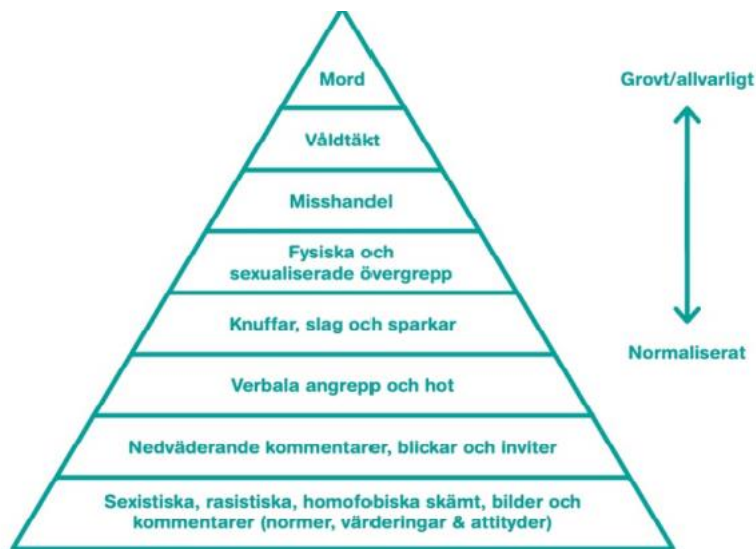 Mord
Grovt/allvarligt
Våldtäkt
Misshandel
Fysiska och
sexualiserade övergrepp
Knuffar, slag och sparkar
Normaliserat
Verbala angrepp och hot
Nedväderande kommentarer, blickar och inviter
Sexistiska, rasistiska, homofobiska skämt, bilder och
kommentarer (normer, värderingar & attityder)